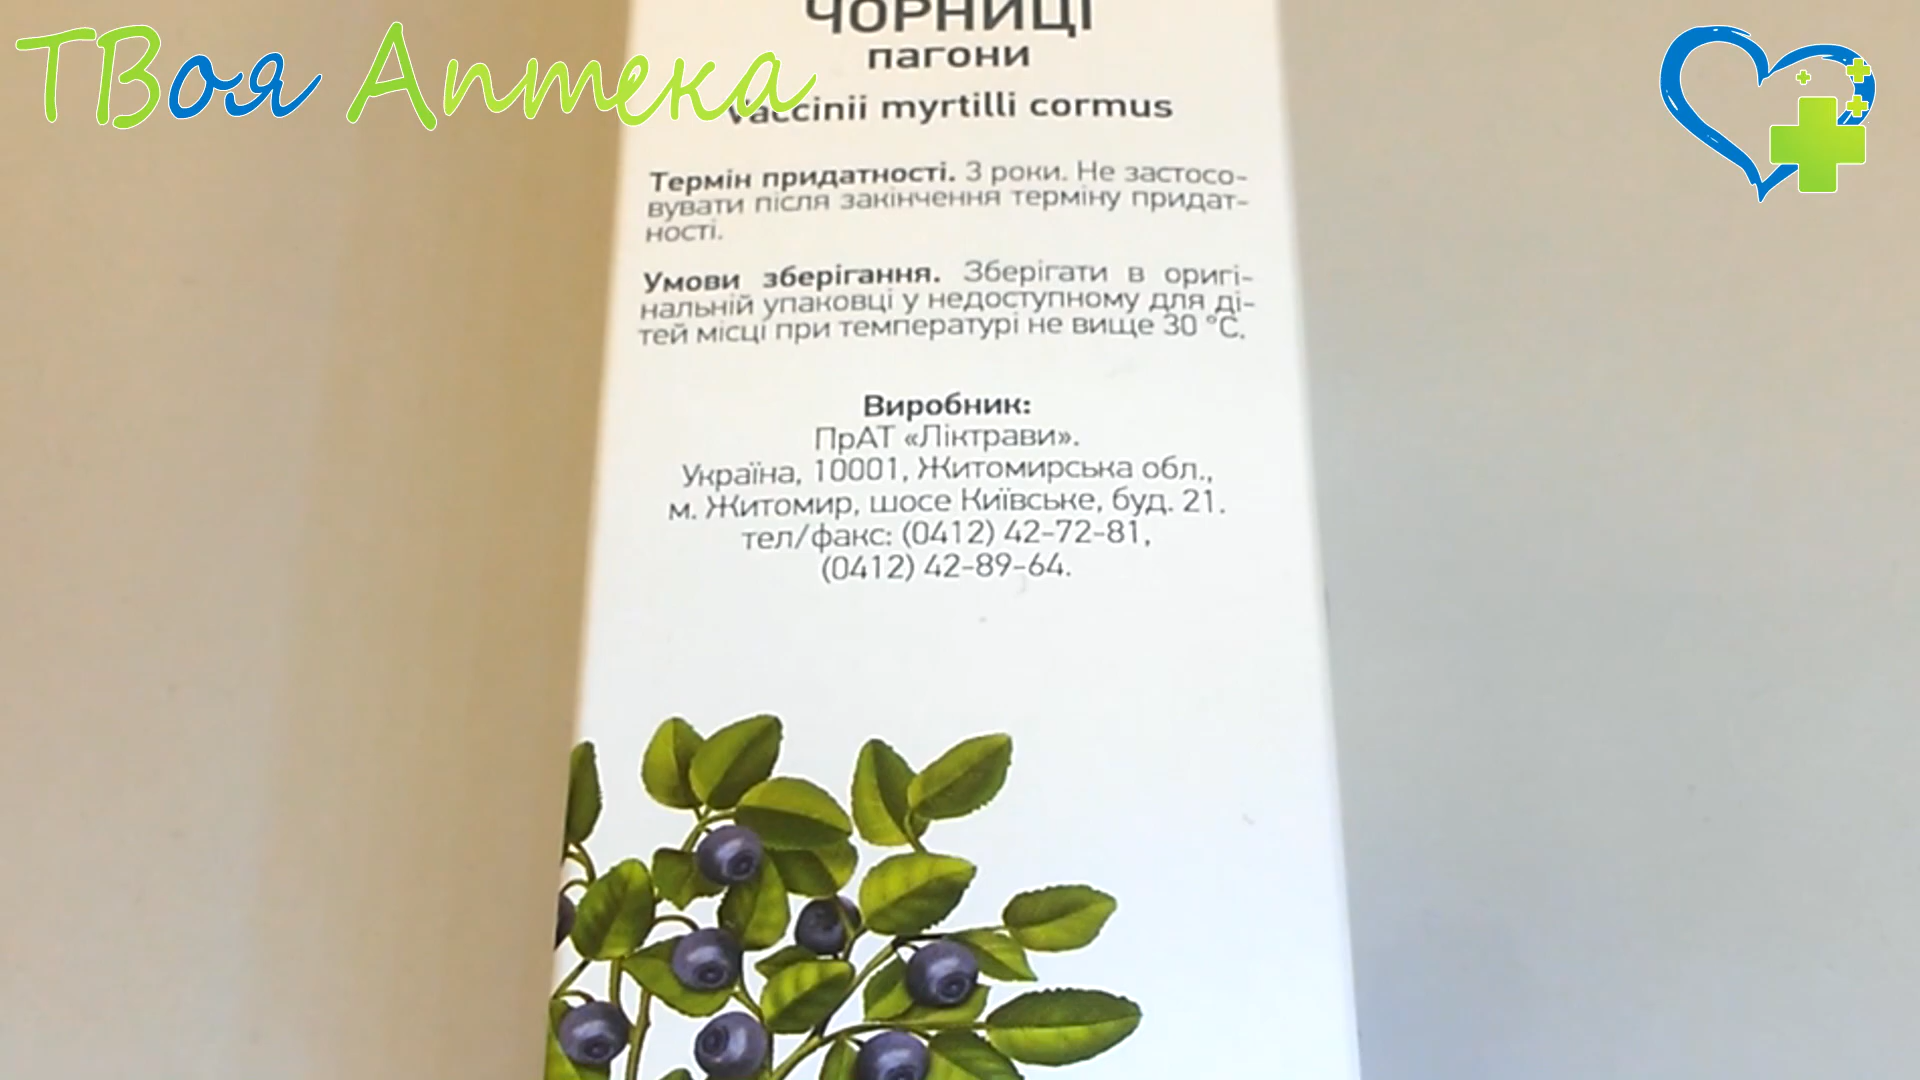 ТВоя Аптека
ЧОРНИЦІ
пагони
Vaccinii myrtilli cormus
Термін придатності. 3 роки. Не застосо-
вувати після закінчення терміну придат-
ності.
Умови зберігання. Зберігати в оригі-
нальній упаковці у недоступному для ді-
тей місці при температурі не вище 30 °С.
Виробник:
ПрАТ «Ліктрави».
Україна, 10001, Житомирська обл.,
м. Житомир, шосе Київське, буд. 21.
тел/факс: (0412) 42-72-81,
(0412) 42-89-64.